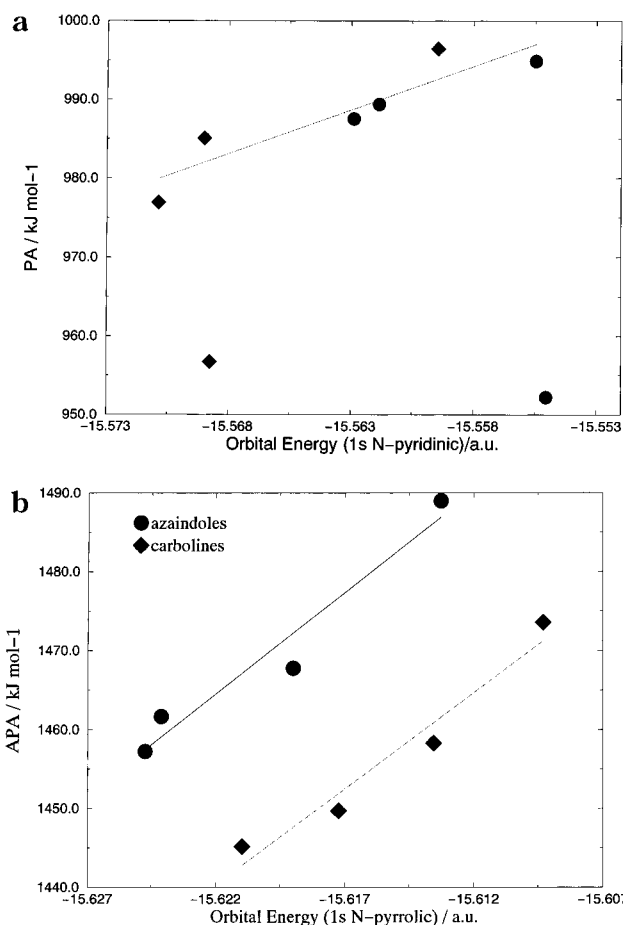 a
1000.0
990.0
980.0
970.0
960.0
950.0
PA / kJ mol−1
−15.573 −15.568 −15.563 −15.558 −15.553
Orbital Energy (1s N−pyridinic)/a.u.
b
1490.0
1480.0
1470.0
1460.0
1450.0
1440.0
APA / kJ mol−1
azaindoles
carbolines
−15.627 −15.622 −15.617 −15.612 −15.607
Orbital Energy (1s N−pyrrolic) / a.u.